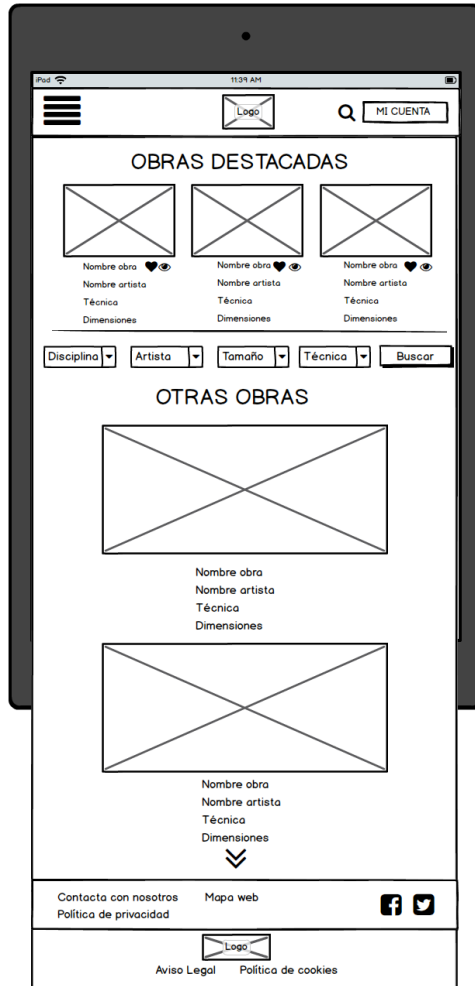 iPod 11:39 AM
Logo MI CUENTA
OBRAS DESTACADAS
Nombre obra Nombre obra Nombre obra
Nombre artista Nombre artista Nombre artista
Técnica Técnica Técnica
Dimensiones Dimensiones Dimensiones
Disciplina Artista Tamaño Técnica Buscar
OTRAS OBRAS
Nombre obra
Nombre artista
Técnica
Dimensiones
Nombre obra
Nombre artista
Técnica
Dimensiones
Contacta con nosotros Mapa web
Política de privacidad
Logo
Aviso Legal Política de cookies